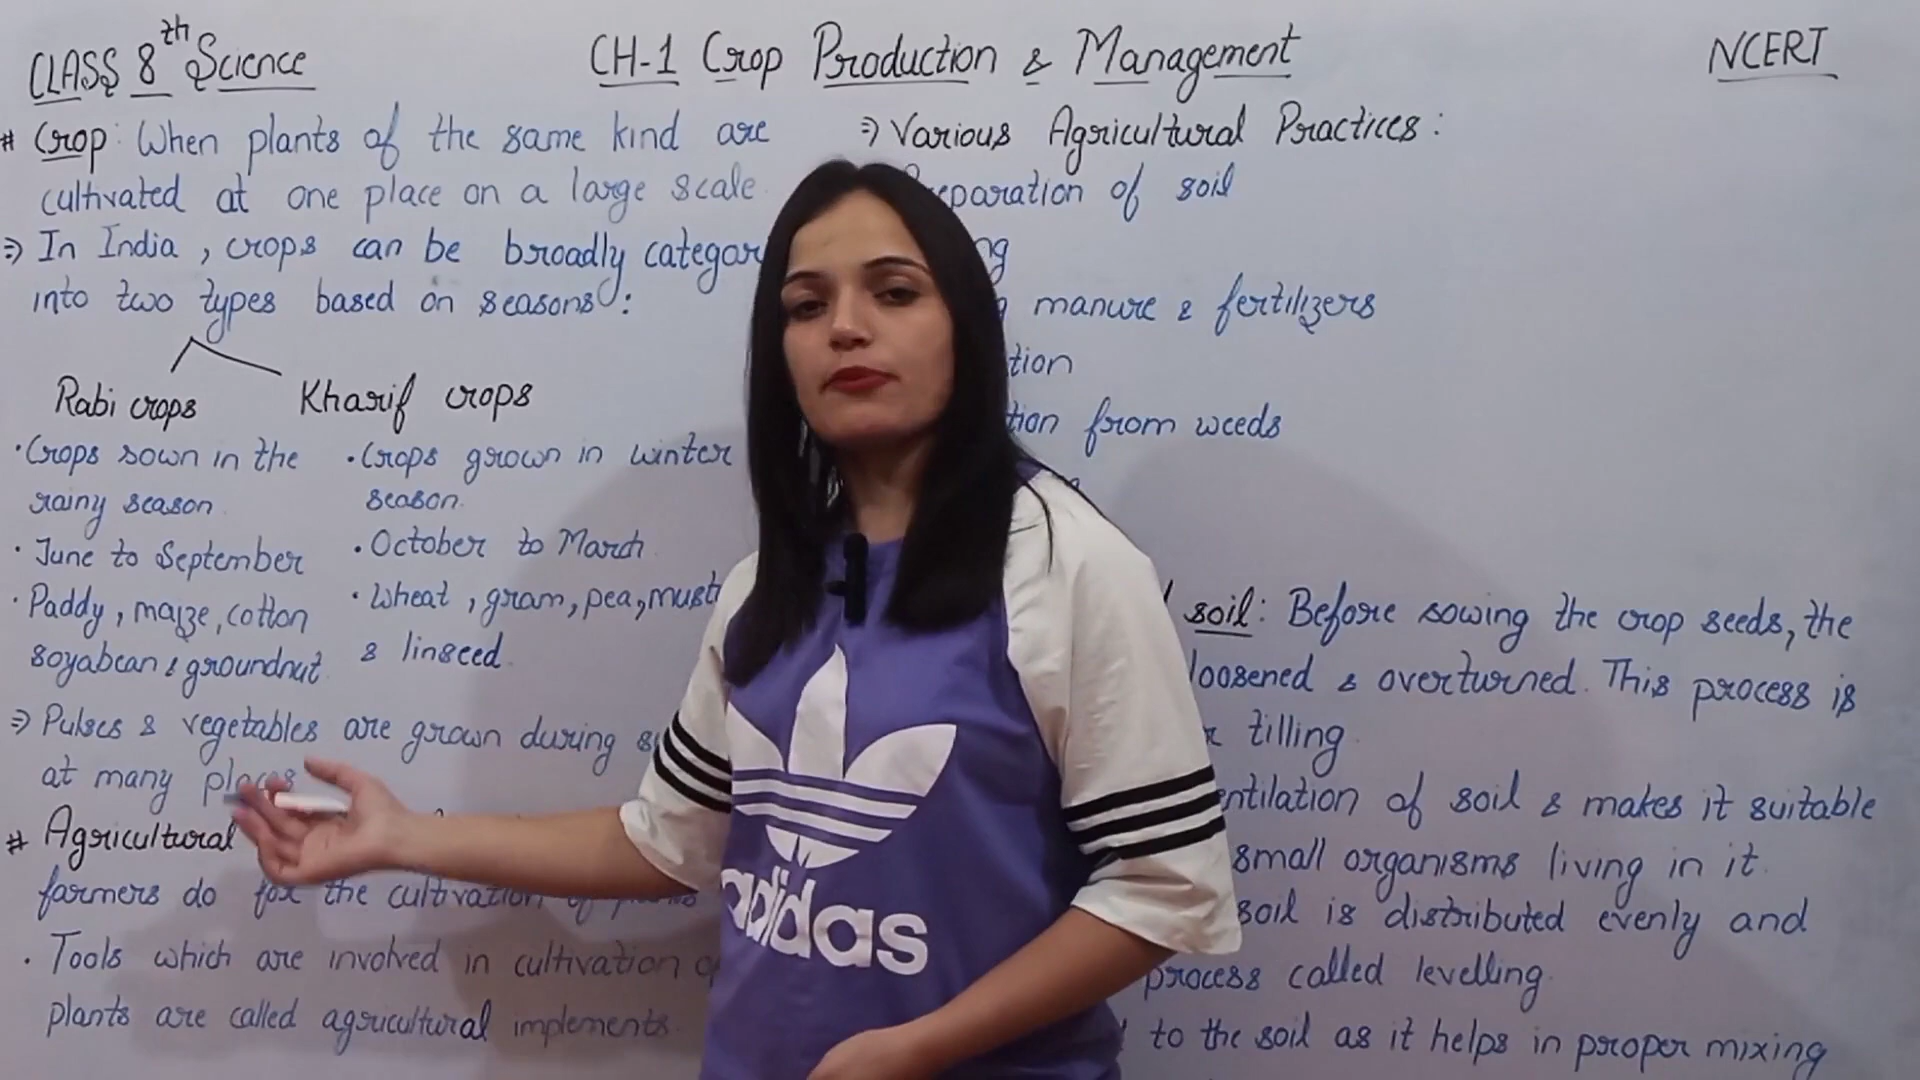 CLASS 8th Science
CH-1 Crop Production & Management
NCERT
# Crop: When plants of the same kind are
cultivated at one place on a large scale.
⇒ In India, crops can be broadly
into two types based on seasons:
Rabi crops
· Crops sown in the
rainy season.
· June to September
· Paddy, maize, cotton
soyabean & groundnut.
Kharif crops
· Crops grown in winter
season.
· October to March.
· Wheat, gram, pea,
& linseed.
⇒ Pulses & vegetables are grown during
at many places
# Agricultural
farmers do for the cultivation of plants
· Tools which are involved in cultivation
plants are called agricultural implements.
⇒ Various Agricultural Practices:
of soil
manure & fertilizers
from weeds
soil: Before sowing the crop seeds, the
loosened & overturned. This process is
tilling.
of soil & makes it suitable
small organisms living in it.
soil is distributed evenly and
process called levelling.
to the soil as it helps in proper mixing
adidas